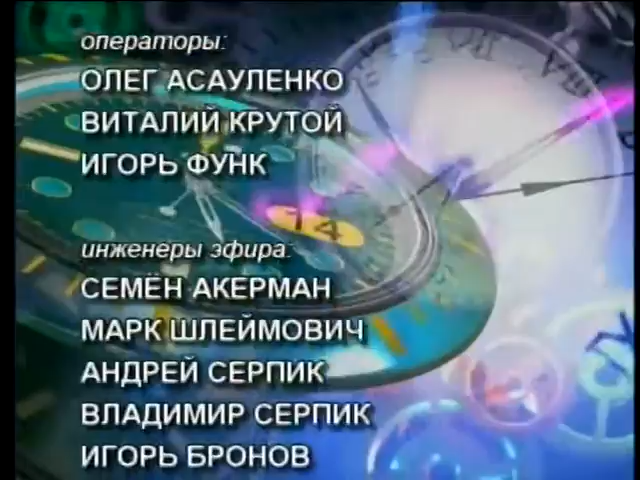 операторы:
ОЛЕГ АСАУЛЕНКО
ВИТАЛИЙ КРУТОЙ
ИГОРЬ ФУНК
14
инженеры эфира:
СЕМЁН АКЕРМАН
МАРК ШЛЕЙМОВИЧ
АНДРЕЙ СЕРПИК
ВЛАДИМИР СЕРПИК
ИГОРЬ БРОНОВ